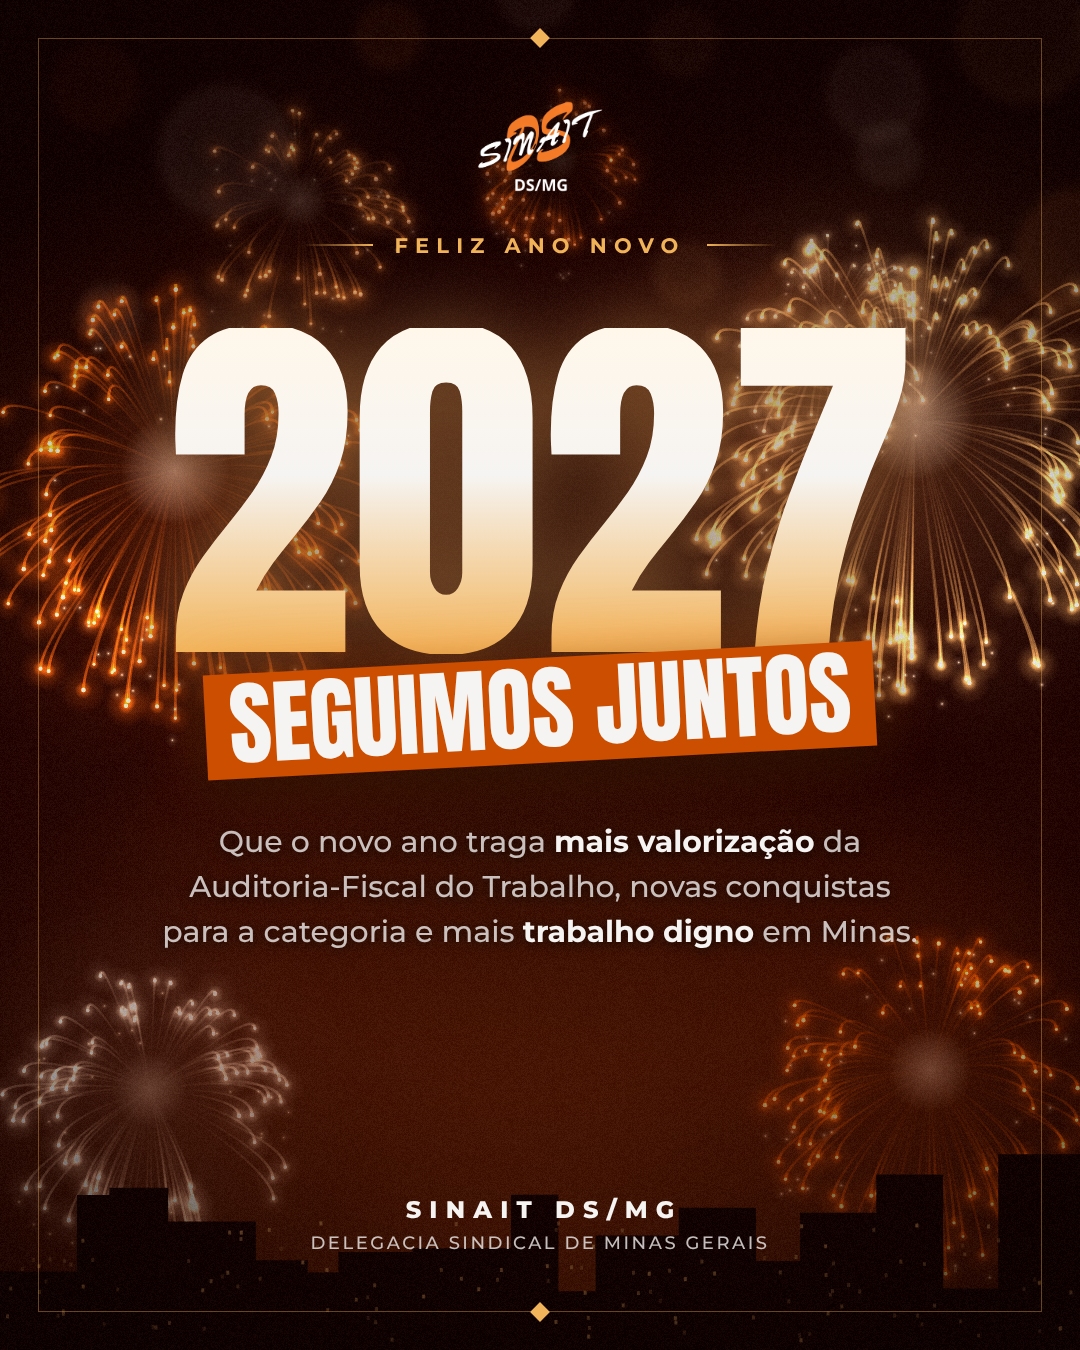 DS
SINAIT
DS/MG
FELIZ ANO NOVO
2027
SEGUIMOS JUNTOS
Que o novo ano traga mais valorização da
Auditoria-Fiscal do Trabalho, novas conquistas
para a categoria e mais trabalho digno em Minas.
SINAIT DS/MG
DELEGACIA SINDICAL DE MINAS GERAIS